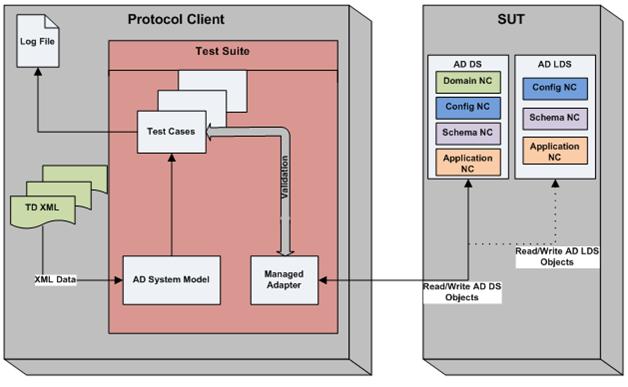 Protocol Client
Log File
Test Suite
Test Cases
Validation
TD XML
XML Data
AD System Model
Managed
Adapter
SUT
AD DS
Domain NC
Config NC
Schema NC
Application
NC
AD LDS
Config NC
Schema NC
Application
NC
Read/Write AD LDS
Objects
Read/Write AD DS
Objects